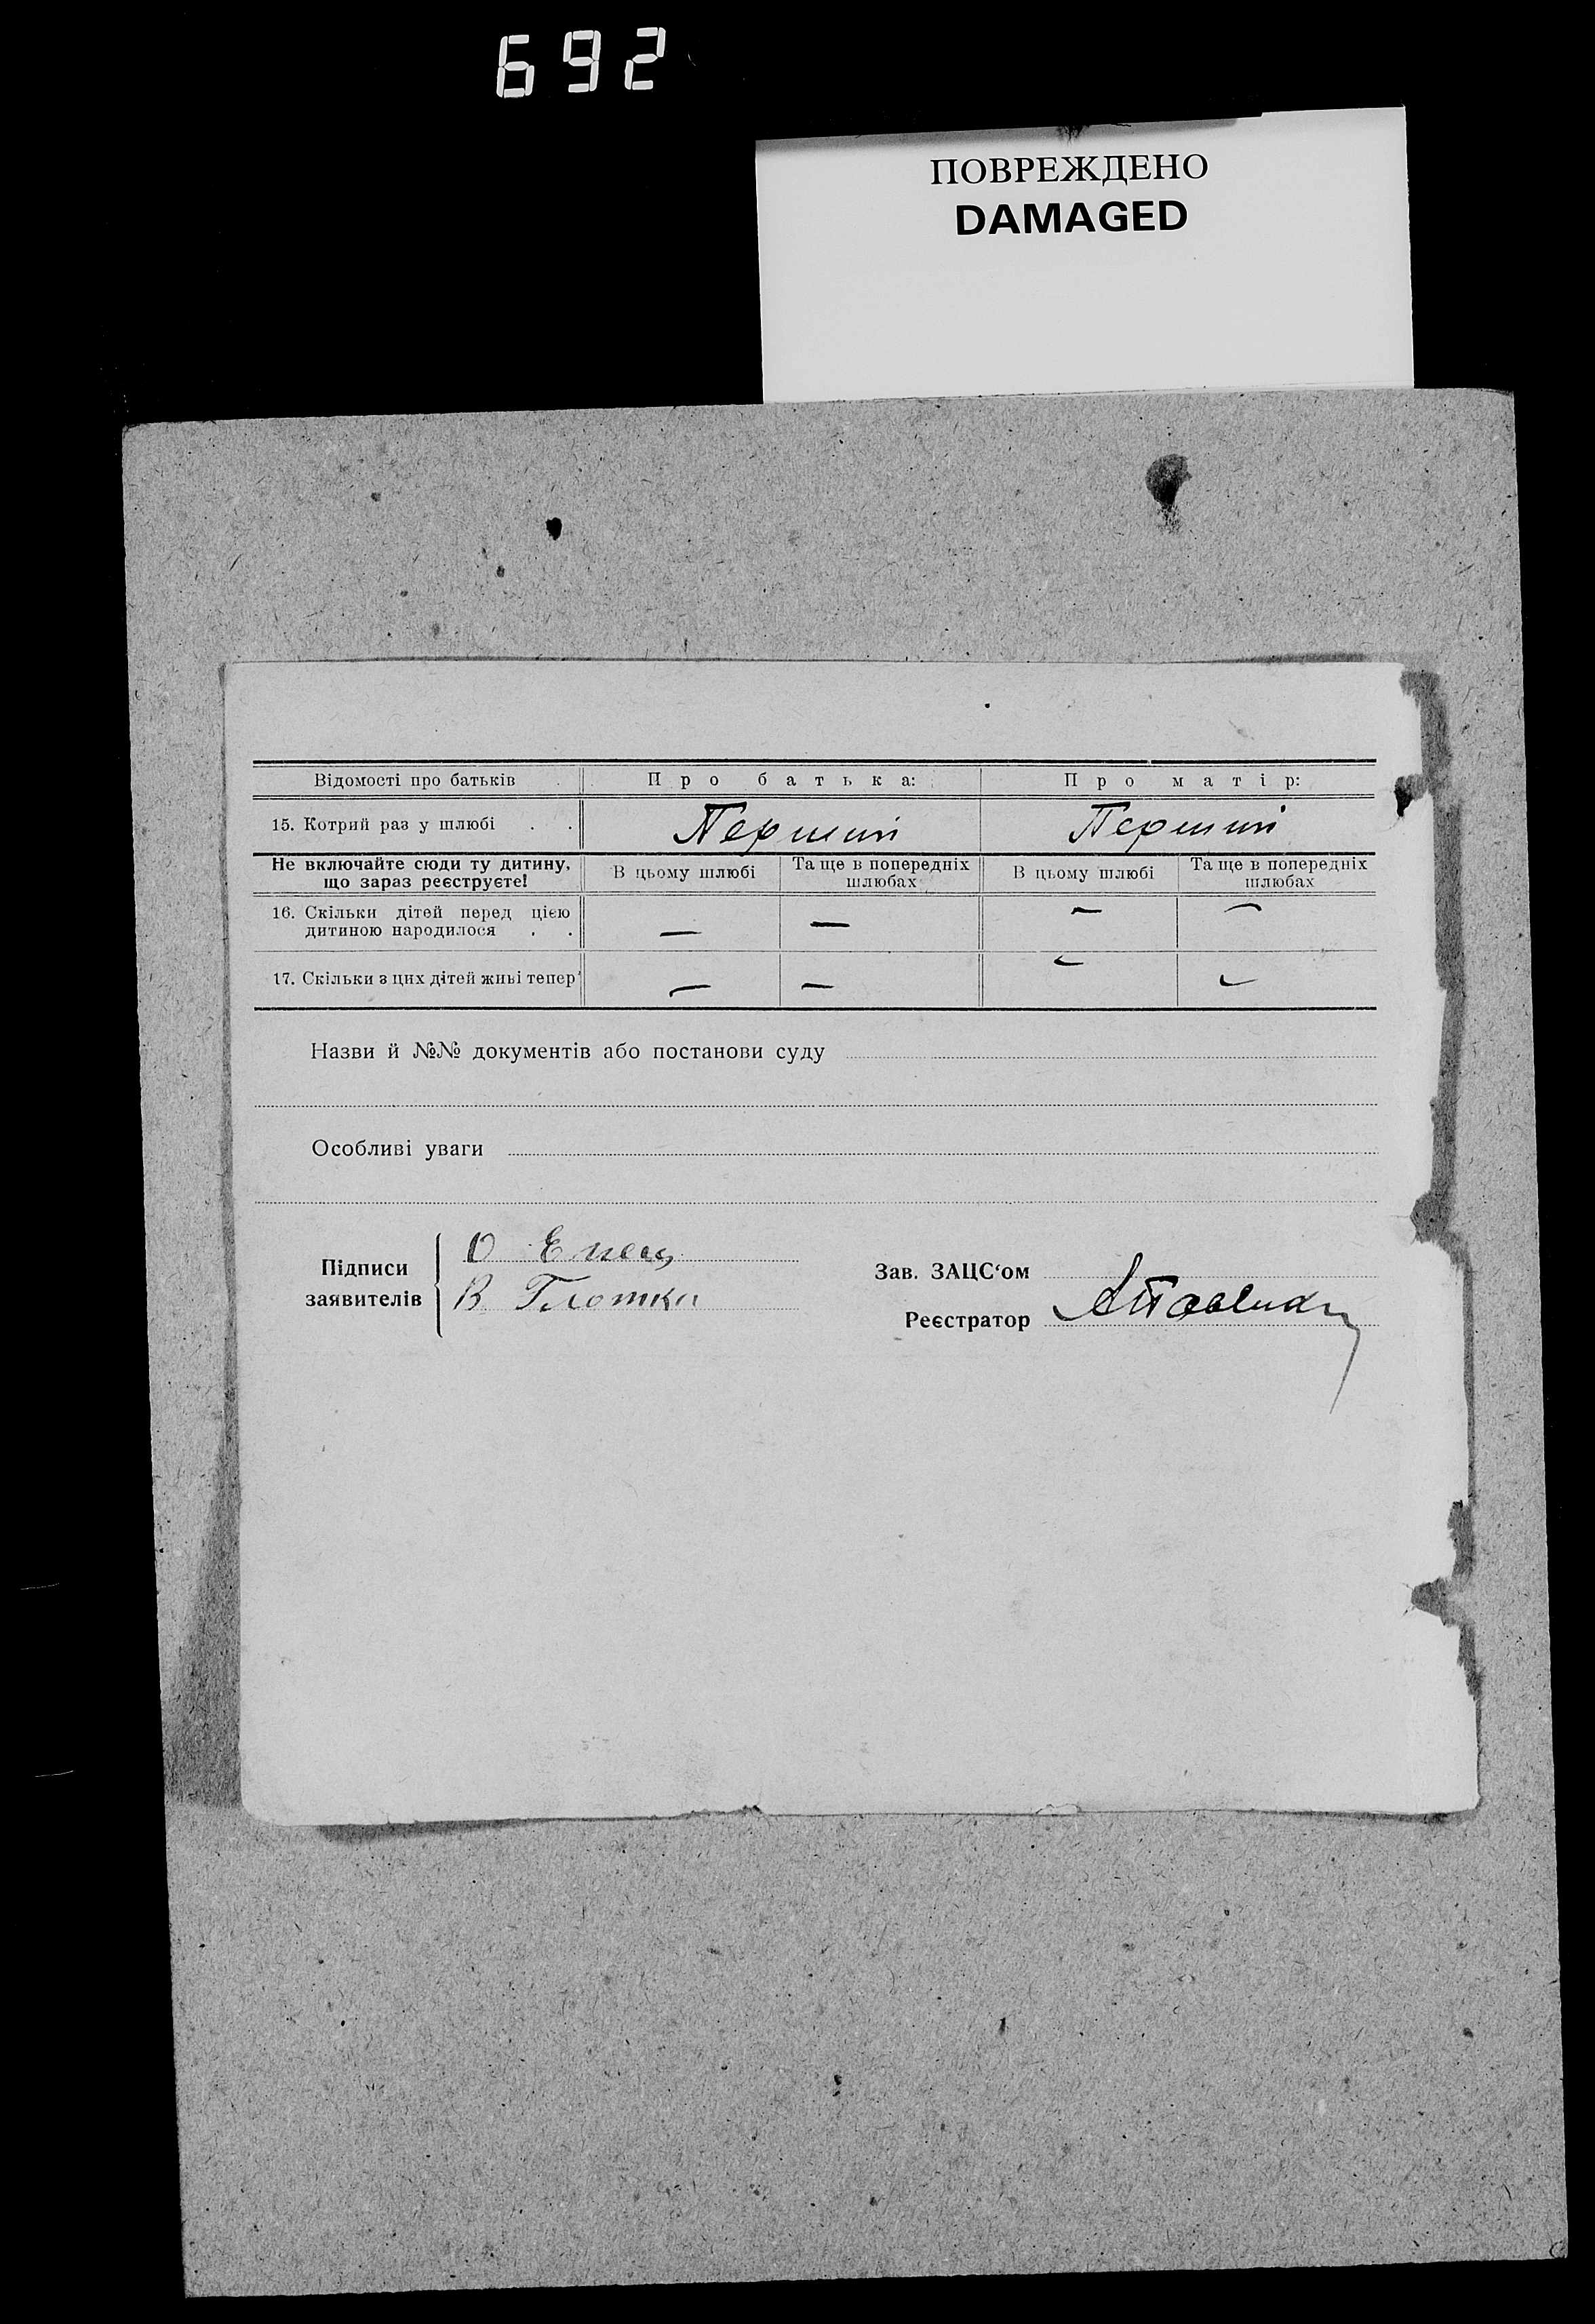 692
ПОВРЕЖДЕНО
DAMAGED
Відомості про батьків Про батька: Про матір:
15. Котрий раз у шлюбі . . Перший Перший
Не включайте сюди ту дитину, що зараз реєструєте! В цьому шлюбі Та ще в попередніх шлюбах В цьому шлюбі Та ще в попередніх шлюбах
16. Скільки дітей перед цією
дитиною народилося . . — — — —
17. Скільки з цих дітей живі тепер — — — —
Назви й №№ документів або постанови суду
Особливі уваги
Підписи
заявителів
О Єнец
В Глотка
Зав. ЗАЦС‘ом
Реєстратор